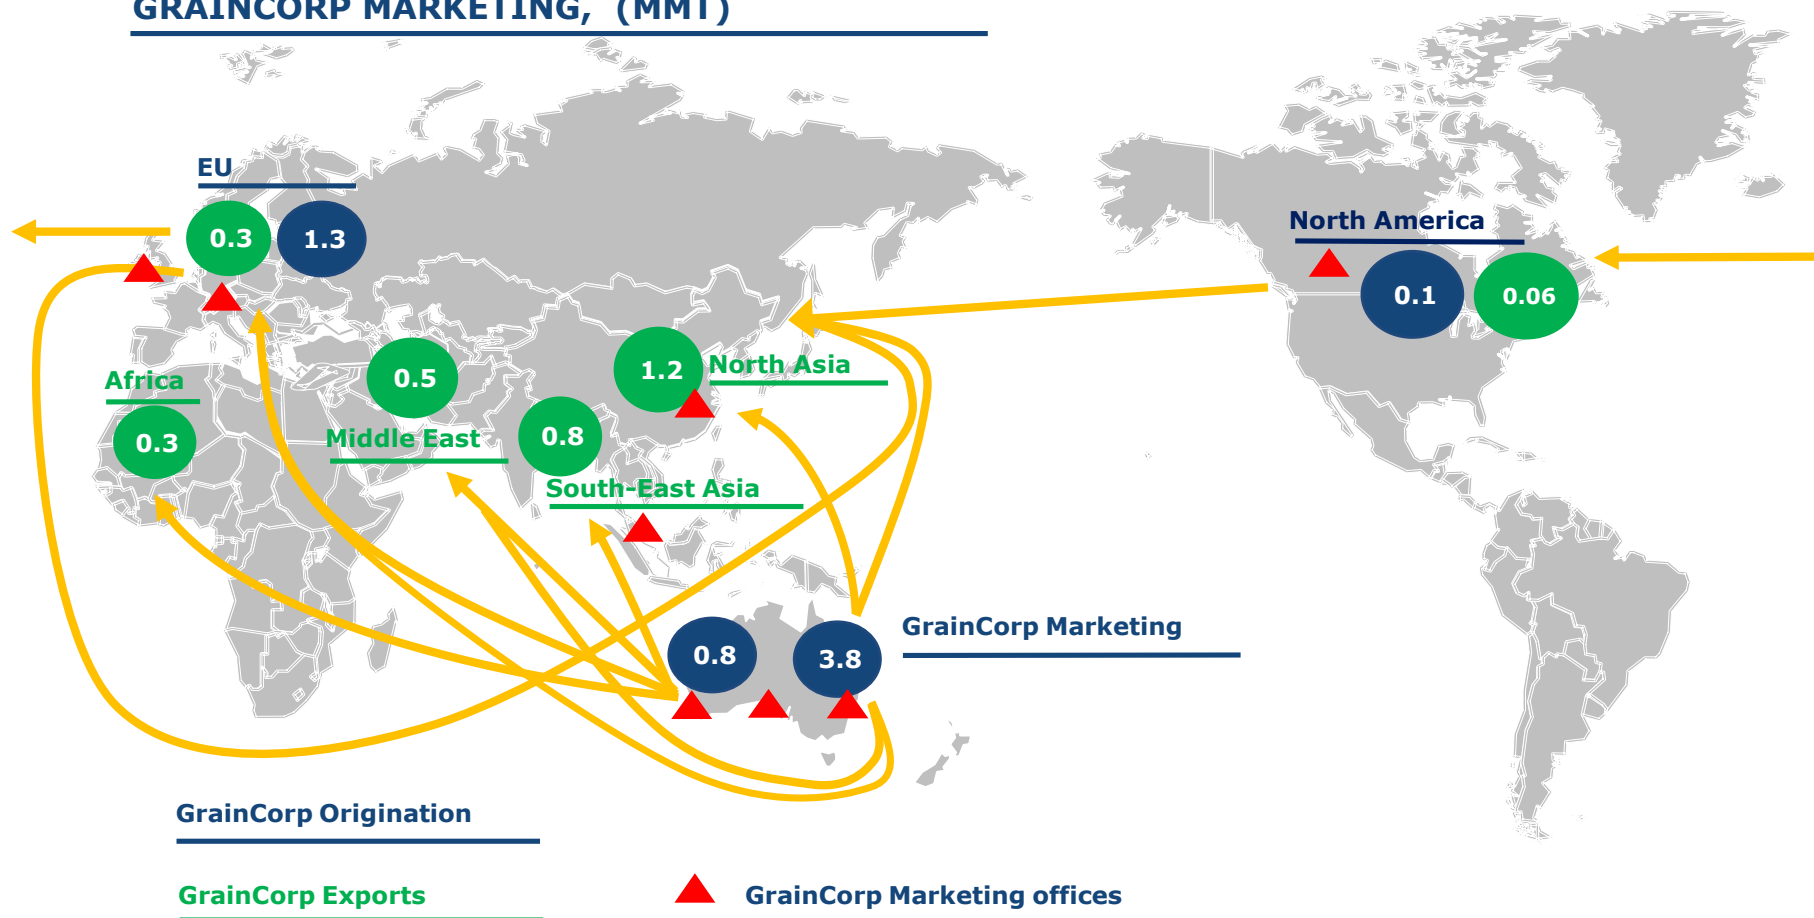 GRAINCORP MARKETING, (MMT)
EU
0.3
1.3
North America
0.1
0.06
1.2
North Asia
Africa
0.5
0.3
Middle East
0.8
South-East Asia
0.8
3.8
GrainCorp Marketing
GrainCorp Origination
GrainCorp Exports
GrainCorp Marketing offices